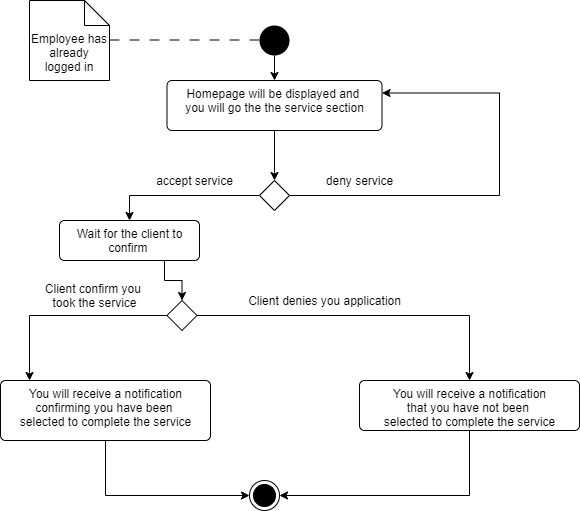 Employee has
already
logged in
Homepage will be displayed and
you will go the the service section
accept service
deny service
Wait for the client to
confirm
Client confirm you
took the service
Client denies you application
You will receive a notification
confirming you have been
selected to complete the service
You will receive a notification
that you have not been
selected to complete the service